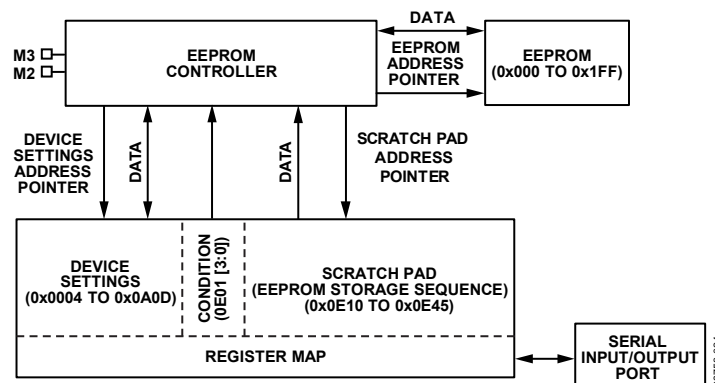 DATA
M3
M2
EEPROM
CONTROLLER
EEPROM
ADDRESS
POINTER
EEPROM
(0x000 TO 0x1FF)
DEVICE
SETTINGS
ADDRESS
POINTER
DATA
DATA
SCRATCH PAD
ADDRESS
POINTER
DEVICE
SETTINGS
(0x0004 TO 0x0A0D)
CONDITION
(0E01 [3:0])
SCRATCH PAD
(EEPROM STORAGE SEQUENCE)
(0x0E10 TO 0x0E45)
REGISTER MAP
SERIAL
INPUT/OUTPUT
PORT